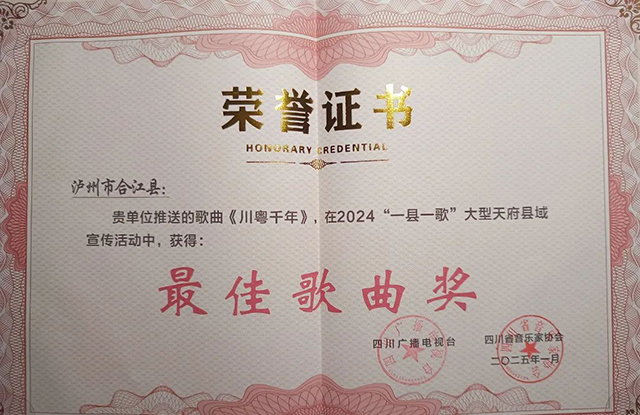 荣誉证书
HONORARY CREDENTIAL
泸州市合江县:
贵单位推送的歌曲《川粤千年》,在2024“一县一歌”大型天府县域
宣传活动中,获得:
最佳歌曲奖
四川广播电视台 四川省音乐家协会
二〇二五年一月